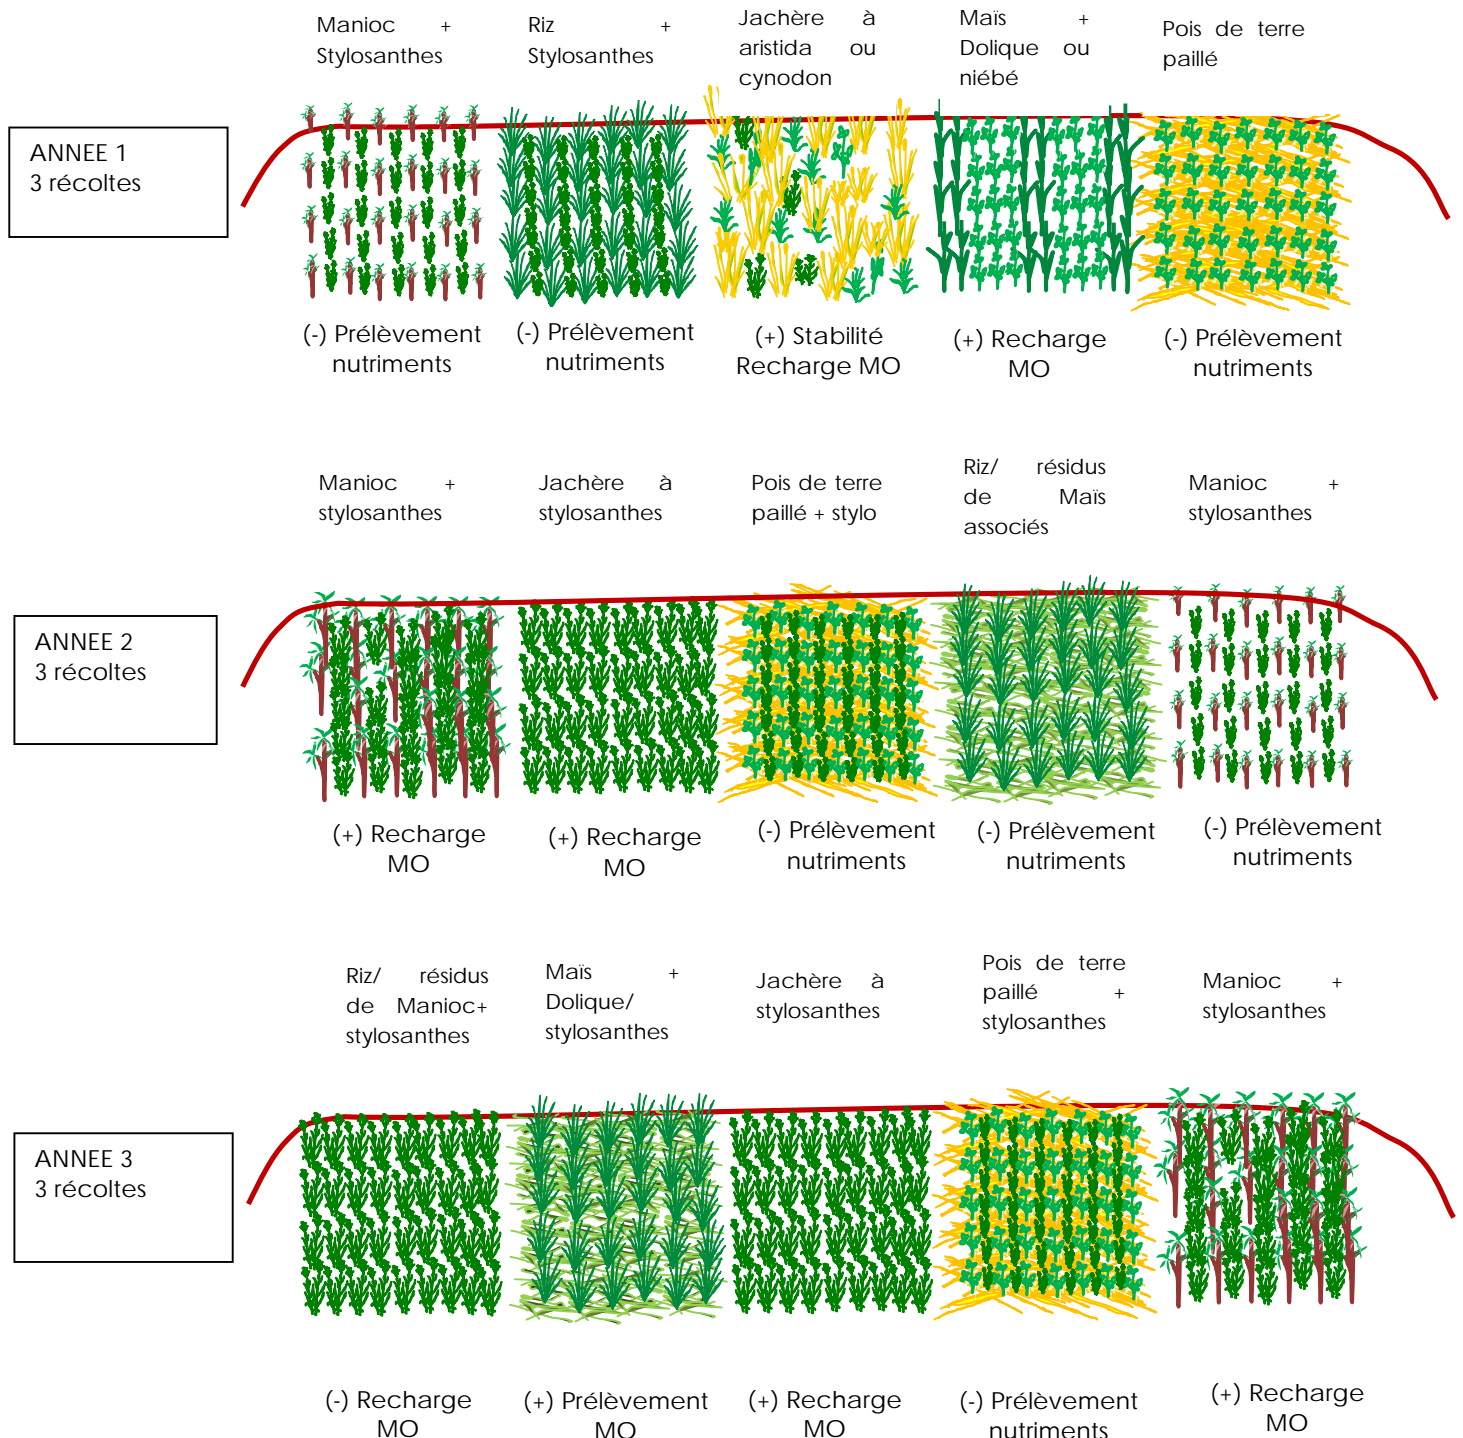 Manioc +
Stylosanthes
Riz +
Stylosanthes
Jachère à
aristida ou
cynodon
Maïs +
Dolique ou
niébé
Pois de terre
paillé
ANNEE 1
3 récoltes
(-) Prélèvement
nutriments
(-) Prélèvement
nutriments
(+) Stabilité
Recharge MO
(+) Recharge
MO
(-) Prélèvement
nutriments
Manioc +
stylosanthes
Jachère à
stylosanthes
Pois de terre
paillé + stylo
Riz/ résidus
de Maïs
associés
Manioc +
stylosanthes
ANNEE 2
3 récoltes
(+) Recharge
MO
(+) Recharge
MO
(-) Prélèvement
nutriments
(-) Prélèvement
nutriments
(-) Prélèvement
nutriments
Riz/ résidus
de Manioc+
stylosanthes
Maïs +
Dolique/
stylosanthes
Jachère à
stylosanthes
Pois de terre
paillé +
stylosanthes
Manioc +
stylosanthes
ANNEE 3
3 récoltes
(-) Recharge
MO
(+) Prélèvement
MO
(+) Recharge
MO
(-) Prélèvement
nutriments
(+) Recharge
MO